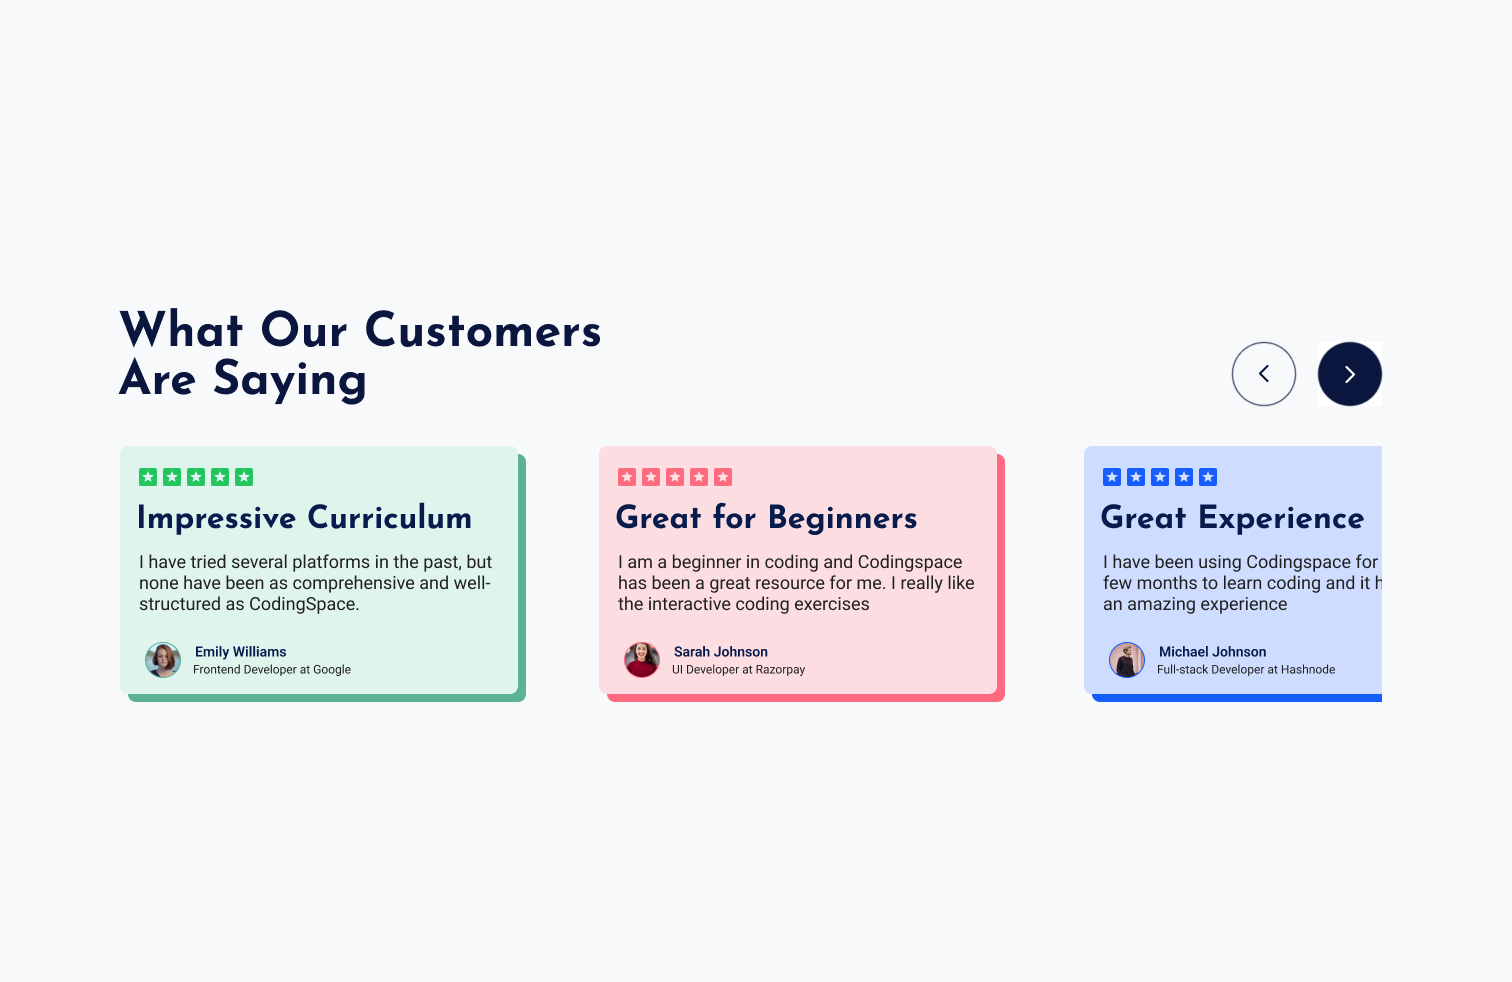 What Our Customers
Are Saying
Impressive Curriculum
I have tried several platforms in the past, but
none have been as comprehensive and well-
structured as CodingSpace.
Emily Williams
Frontend Developer at Google
Great for Beginners
I am a beginner in coding and Codingspace
has been a great resource for me. I really like
the interactive coding exercises
Sarah Johnson
UI Developer at Razorpay
Great Experience
I have been using Codingspace for
few months to learn coding and it h
an amazing experience
Michael Johnson
Full-stack Developer at Hashnode